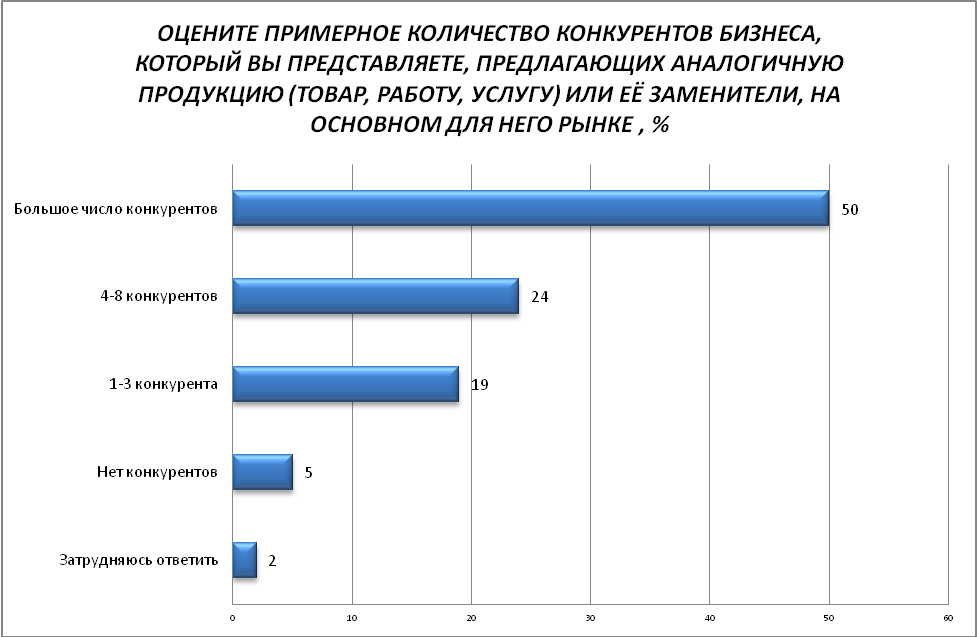 ОЦЕНИТЕ ПРИМЕРНОЕ КОЛИЧЕСТВО КОНКУРЕНТОВ БИЗНЕСА,
КОТОРЫЙ ВЫ ПРЕДСТАВЛЯЕТЕ, ПРЕДЛАГАЮЩИХ АНАЛОГИЧНУЮ
ПРОДУКЦИЮ (ТОВАР, РАБОТУ, УСЛУГУ) ИЛИ ЕЁ ЗАМЕНИТЕЛИ, НА
ОСНОВНОМ ДЛЯ НЕГО РЫНКЕ , %
Большое число конкурентов 50
4-8 конкурентов 24
1-3 конкурента 19
Нет конкурентов 5
Затрудняюсь ответить 2
0 10 20 30 40 50 60